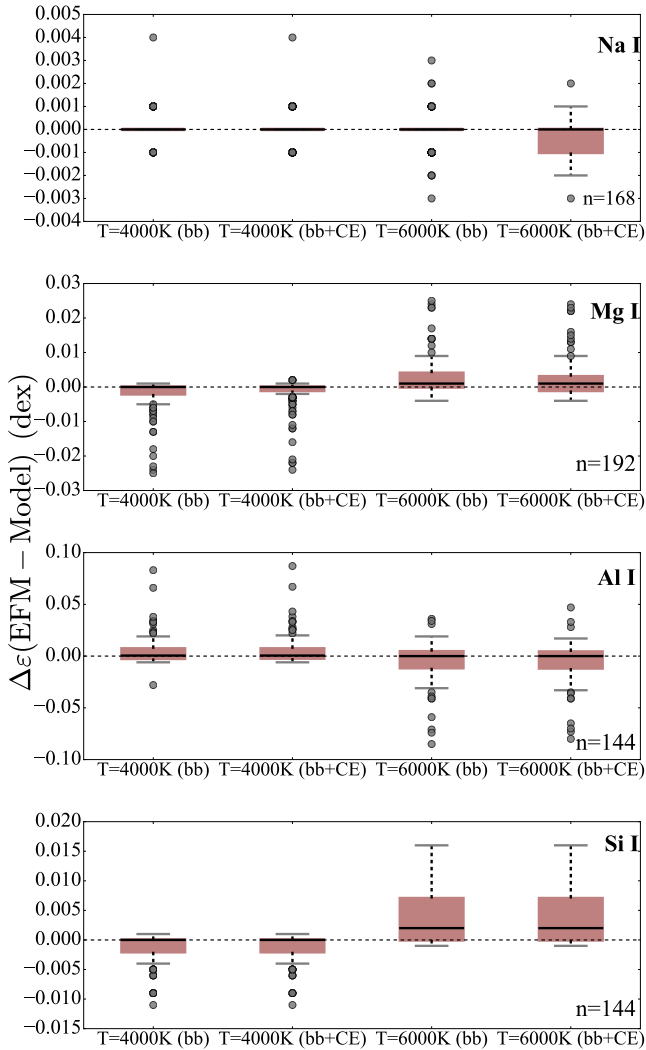 Δε(EFM − Model) (dex)
0.005
0.004
0.003
0.002
0.001
0.000
−0.001
−0.002
−0.003
−0.004
Na I
n=168
T=4000K (bb) T=4000K (bb+CE) T=6000K (bb) T=6000K (bb+CE)
0.03
0.02
0.01
0.00
−0.01
−0.02
−0.03
Mg I
n=192
T=4000K (bb) T=4000K (bb+CE) T=6000K (bb) T=6000K (bb+CE)
0.10
0.05
0.00
−0.05
−0.10
Al I
n=144
T=4000K (bb) T=4000K (bb+CE) T=6000K (bb) T=6000K (bb+CE)
0.020
0.015
0.010
0.005
0.000
−0.005
−0.010
−0.015
Si I
n=144
T=4000K (bb) T=4000K (bb+CE) T=6000K (bb) T=6000K (bb+CE)